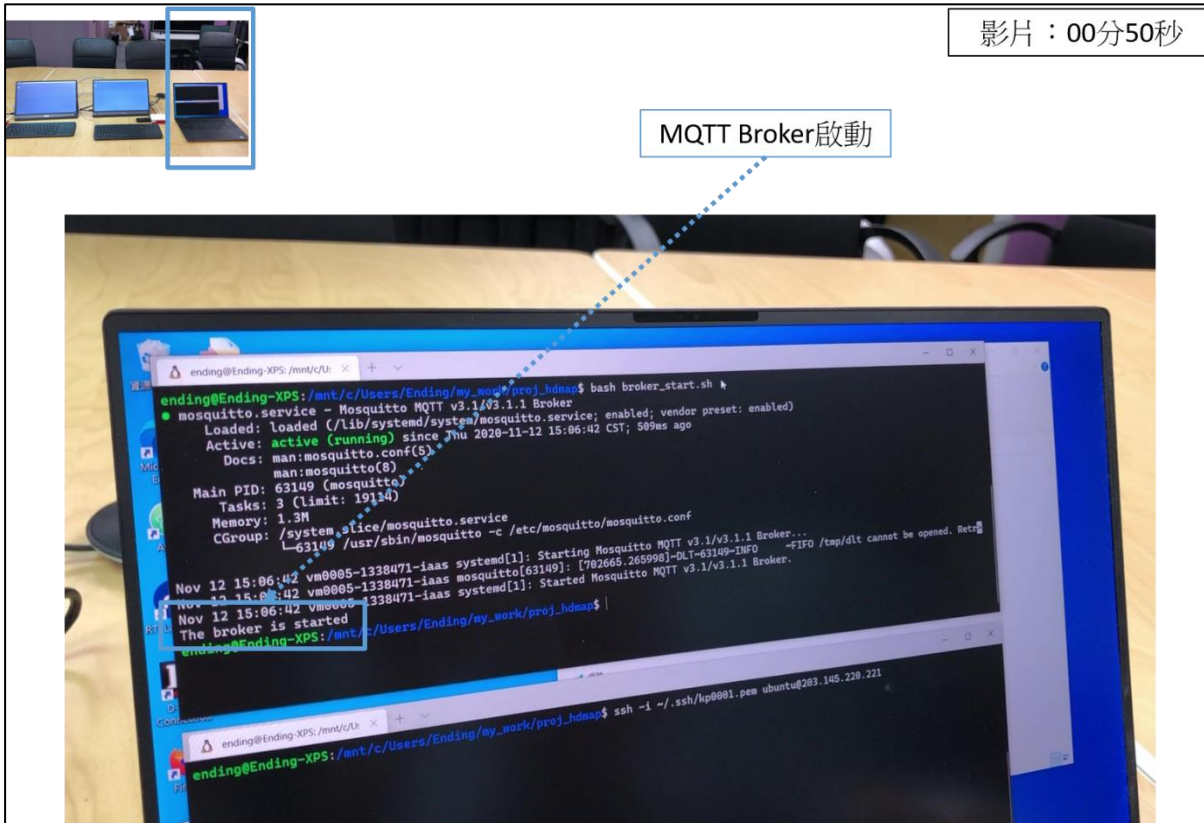 影片：00分50秒
MQTT Broker啟動
ending@Ending-XPS: /mnt/c/U:
ending@Ending-XPS:/mnt/c/Users/Ending/my_work/proj_hdmap$ bash broker_start.sh
● mosquitto.service - Mosquitto MQTT v3.1/v3.1.1 Broker
Loaded: loaded (/lib/systemd/system/mosquitto.service; enabled; vendor preset: enabled)
Active: active (running) since Thu 2020-11-12 15:06:42 CST; 509ms ago
Docs: man:mosquitto.conf(5)
man:mosquitto(8)
Main PID: 63149 (mosquitto)
Tasks: 3 (limit: 19114)
Memory: 1.3M
CGroup: /system.slice/mosquitto.service
└─63149 /usr/sbin/mosquitto -c /etc/mosquitto/mosquitto.conf
Nov 12 15:06:42 vm0005-1338471-iaas systemd[1]: Starting Mosquitto MQTT v3.1/v3.1.1 Broker...
Nov 12 15:06:42 vm0005-1338471-iaas mosquitto[63149]: [702665.265998]~DLT~63149~INFO ~FIFO /tmp/dlt cannot be opened. Retr
Nov 12 15:06:42 vm0005-1338471-iaas systemd[1]: Started Mosquitto MQTT v3.1/v3.1.1 Broker.
The broker is started
ending@Ending-XPS:/mnt/c/Users/Ending/my_work/proj_hdmap$
ending@Ending-XPS: /mnt/c/U:
ending@Ending-XPS:/mnt/c/Users/Ending/my_work/proj_hdmap$ ssh -i ~/.ssh/kp0001.pem ubuntu@203.145.220.221